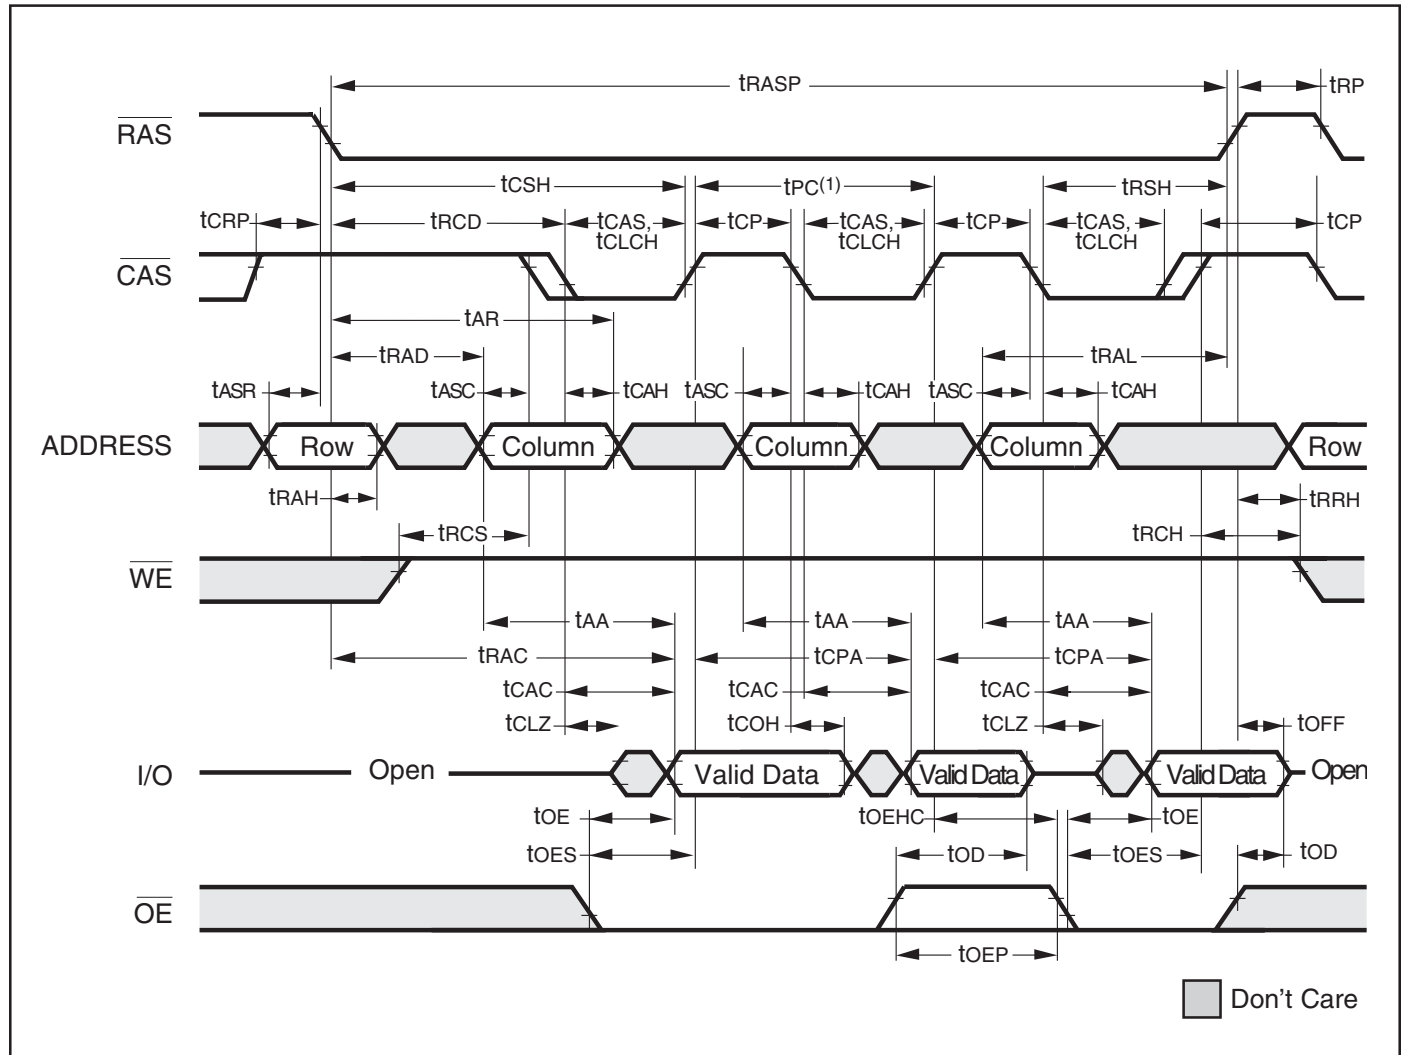 tRASP tRP
RAS
tCSH tPC(1) tRSH
tCRP tRCD tCAS, tCLCH tCP tCAS, tCLCH tCP tCAS, tCLCH tCP
CAS
tAR
tRAD tRAL
tASR tASC tCAH tASC tCAH tASC tCAH
ADDRESS Row Column Column Column Row
tRAH tRRH
tRCS tRCH
WE
tAA tAA tAA
tRAC tCPA tCPA
tCAC tCAC tCAC
tCLZ tCOH tCLZ tOFF
I/O Open Valid Data Valid Data Valid Data Open
tOE tOEHC tOE
tOES tOD tOES tOD
OE
tOEP
Don't Care